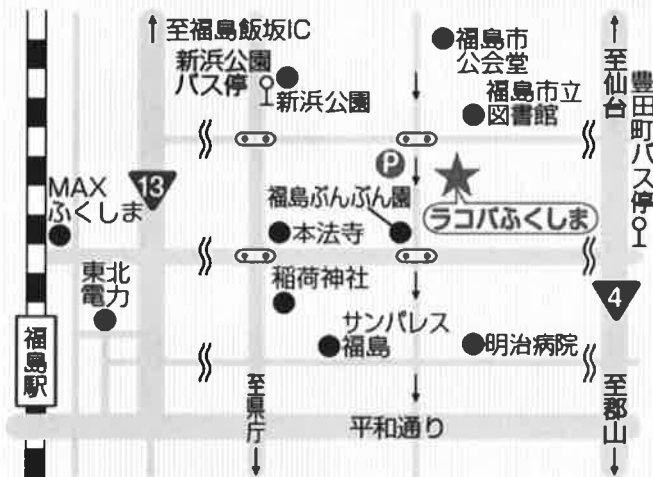 至福島飯坂IC
新浜公園
バス停
新浜公園
福島市
公会堂
福島市立
図書館
至仙台
豊田町バス停
P
MAX
ふくしま
13
福島ぶんぶん園
ラコパふくしま
本法寺
東北
電力
稲荷神社
4
サンパレス
福島
明治病院
福島駅
至県庁
平和通り
至郡山